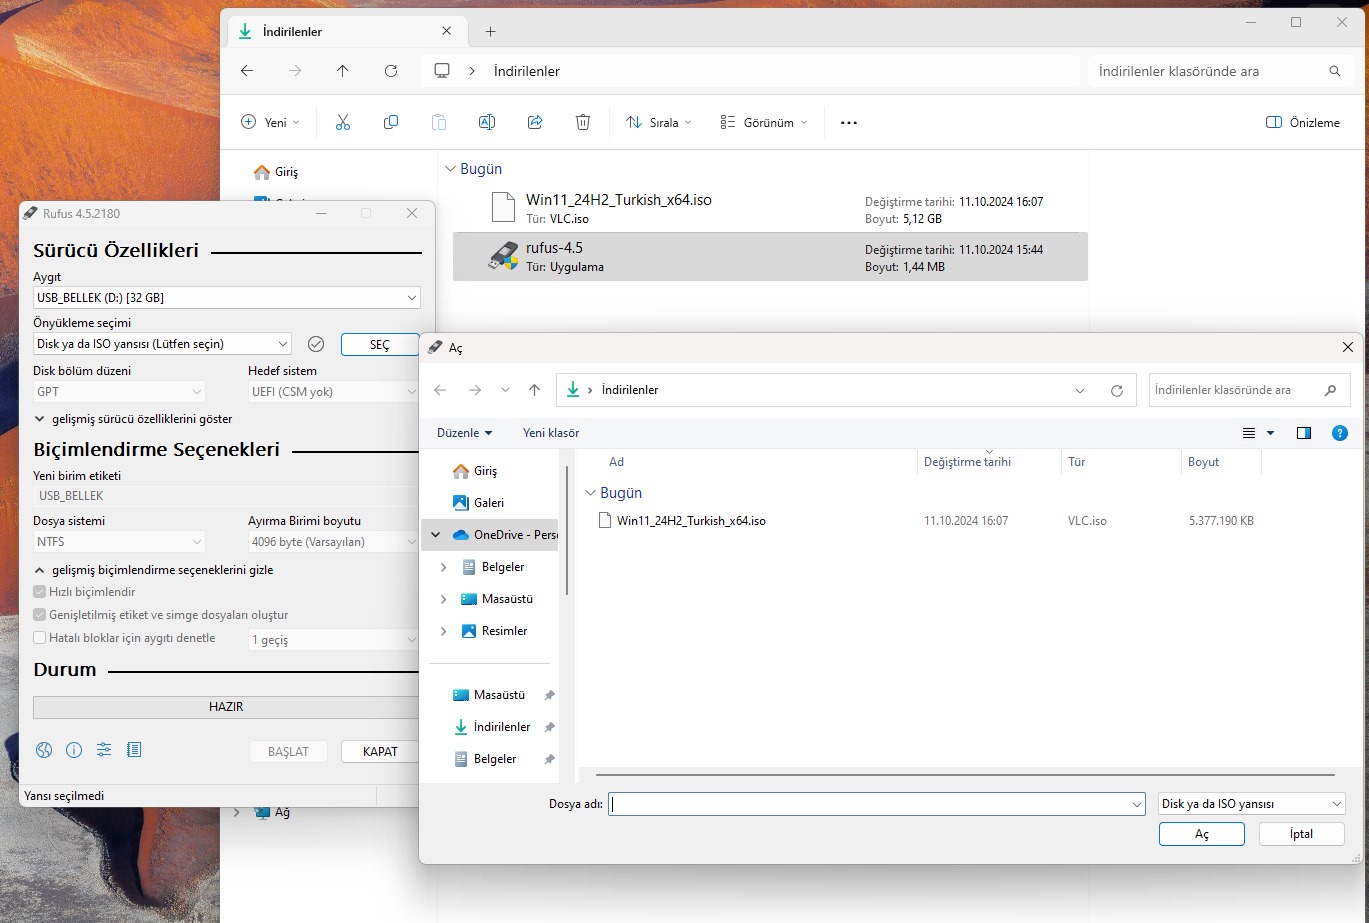 İndirilenler
İndirilenler
İndirilenler klasöründe ara
Yeni
Sırala
Görünüm
Önizleme
Giriş
Bugün
Win11_24H2_Turkish_x64.iso
Tür: VLC.iso
Değiştirme tarihi: 11.10.2024 16:07
Boyut: 5,12 GB
rufus-4.5
Tür: Uygulama
Değiştirme tarihi: 11.10.2024 15:44
Boyut: 1,44 MB
Rufus 4.5.2180
Sürücü Özellikleri
Aygıt
USB_BELLEK (D:) [32 GB]
Önyükleme seçimi
Disk ya da ISO yansısı (Lütfen seçin)
SEÇ
Disk bölüm düzeni
Hedef sistem
GPT
UEFI (CSM yok)
gelişmiş sürücü özelliklerini göster
Biçimlendirme Seçenekleri
Yeni birim etiketi
USB_BELLEK
Dosya sistemi
Ayırma Birimi boyutu
NTFS
4096 byte (Varsayılan)
gelişmiş biçimlendirme seçeneklerini gizle
Hızlı biçimlendir
Genişletilmiş etiket ve simge dosyaları oluştur
Hatalı bloklar için aygıtı denetle
1 geçiş
Durum
HAZIR
BAŞLAT
KAPAT
Yansı seçilmedi
Ağ
Aç
İndirilenler
İndirilenler klasöründe ara
Düzenle
Yeni klasör
Giriş
Galeri
OneDrive - Pers
Belgeler
Masaüstü
Resimler
Masaüstü
İndirilenler
Belgeler
Ad
Değiştirme tarihi
Tür
Boyut
Bugün
Win11_24H2_Turkish_x64.iso
11.10.2024 16:07
VLC.iso
5.377.190 KB
Dosya adı:
Disk ya da ISO yansısı
Aç
İptal